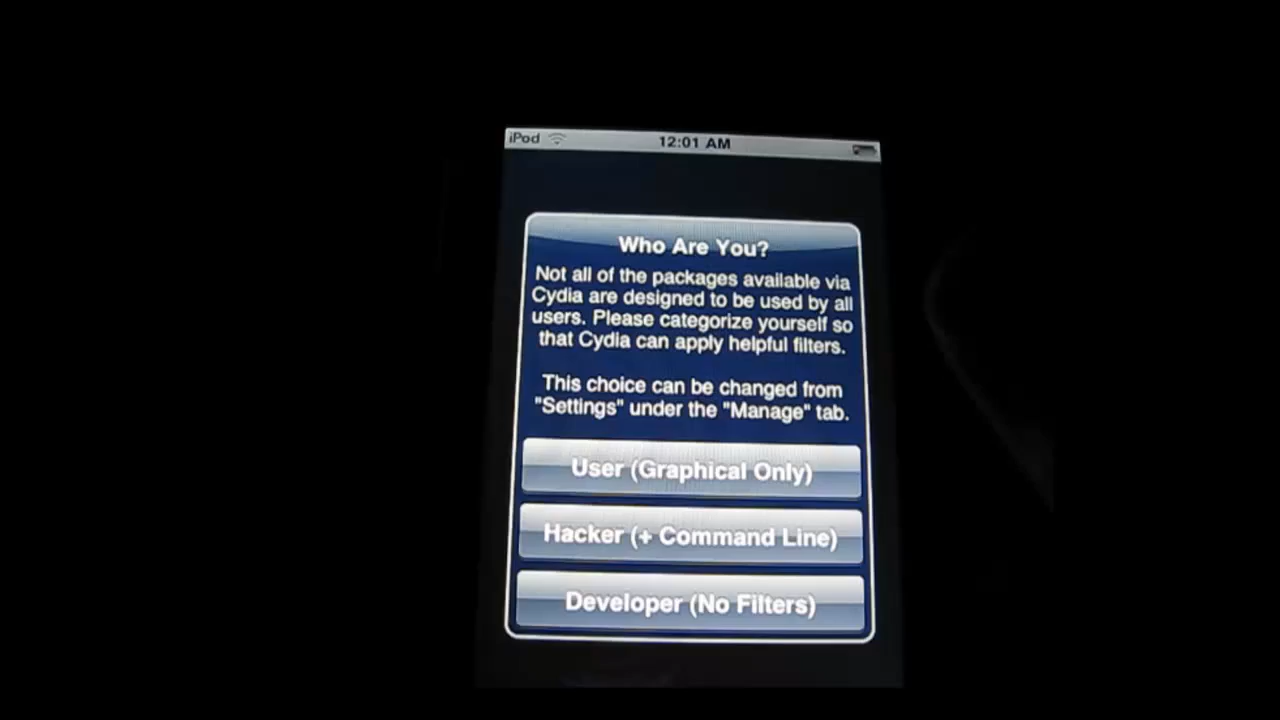 iPod 12:01 AM
Who Are You?
Not all of the packages available via
Cydia are designed to be used by all
users. Please categorize yourself so
that Cydia can apply helpful filters.
This choice can be changed from
"Settings" under the "Manage" tab.
User (Graphical Only)
Hacker (+ Command Line)
Developer (No Filters)